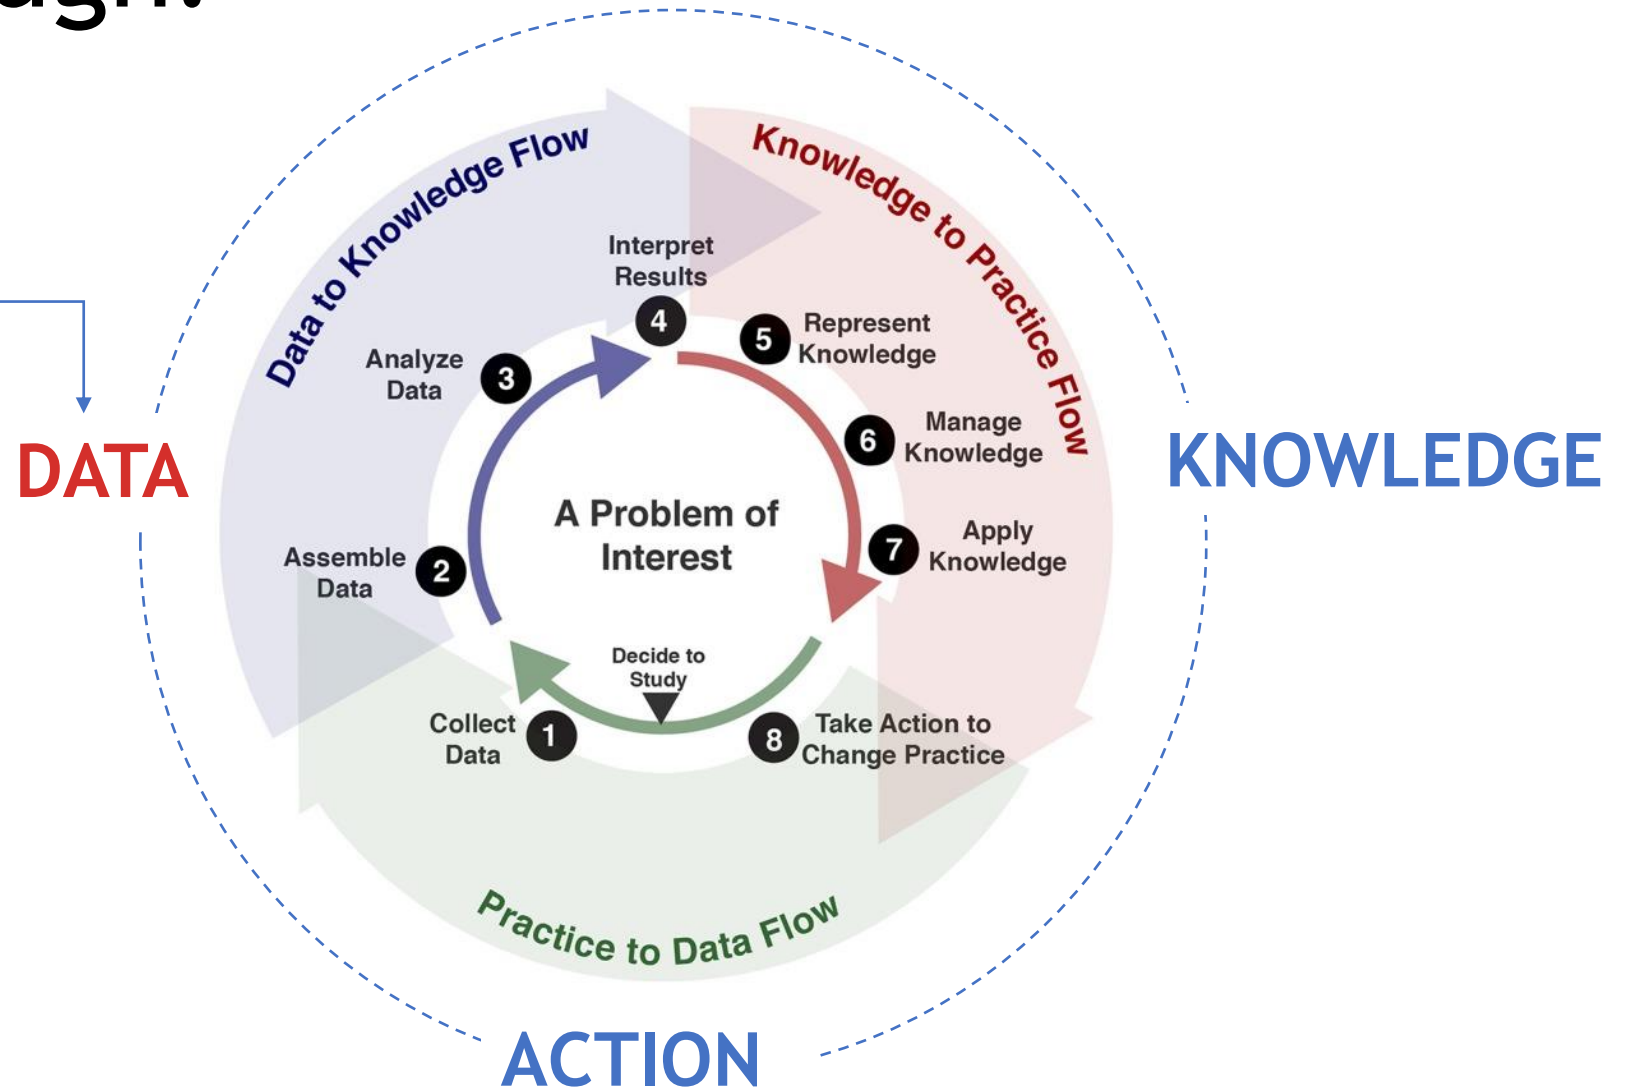 Data to Knowledge Flow
Knowledge to Practice Flow
Interpret
Results
4
5
Represent
Knowledge
Analyze
Data
3
6
Manage
Knowledge
DATA
KNOWLEDGE
A Problem of
Interest
7
Apply
Knowledge
Assemble
Data
2
Decide to
Study
Collect
Data
1
8
Take Action to
Change Practice
Practice to Data Flow
ACTION